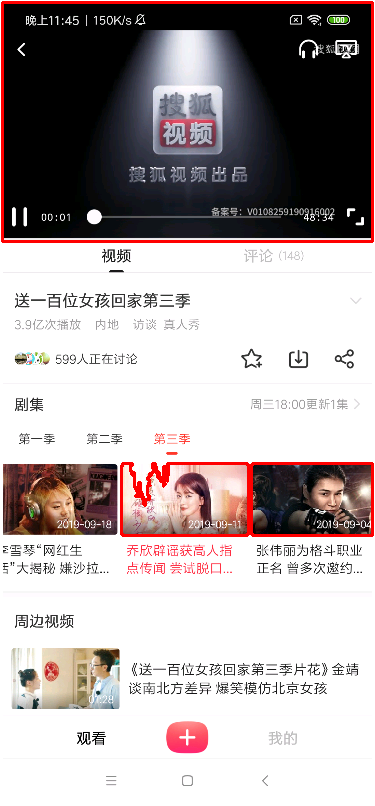 晚上11:45 | 150K/s
100
搜狐
搜狐
视频
搜狐视频出品
备案号：V0108259190916002
00:01
48:34
视频
评论 (148)
送一百位女孩回家第三季
3.9亿次播放 内地 访谈 真人秀
599人正在讨论
剧集
周三18:00更新1集
第一季 第二季 第三季
2019-09-18
2019-09-11
2019-09-04
李雪琴“网红生
活”大揭秘 嫌沙拉...
乔欣辟谣获高人指
点传闻 尝试脱口...
张伟丽为格斗职业
正名 曾多次邀约...
周边视频
01:28
《送一百位女孩回家第三季片花》金靖
谈南北方差异 爆笑模仿北京女孩
观看
我的